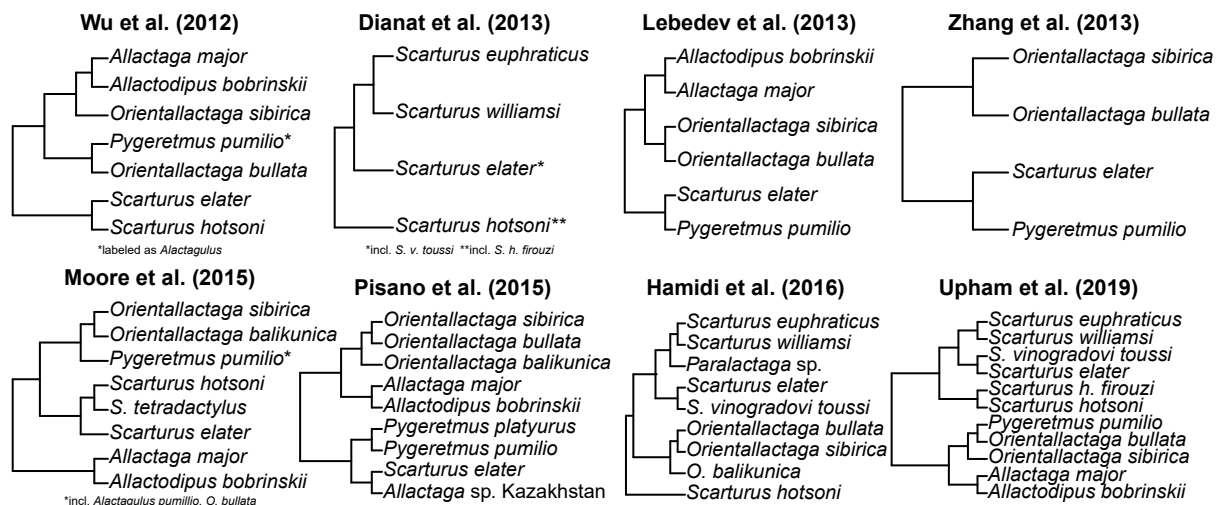 Wu et al. (2012)
Allactaga major
Allactodipus bobrinskii
Orientallactaga sibirica
Pygeretmus pumilio*
Orientallactaga bullata
Scarturus elater
Scarturus hotsoni
*labeled as Alactagulus
Dianat et al. (2013)
Scarturus euphraticus
Scarturus williamsi
Scarturus elater*
Scarturus hotsoni**
*incl. S. v. toussi **incl. S. h. firouzi
Lebedev et al. (2013)
Allactodipus bobrinskii
Allactaga major
Orientallactaga sibirica
Orientallactaga bullata
Scarturus elater
Pygeretmus pumilio
Zhang et al. (2013)
Orientallactaga sibirica
Orientallactaga bullata
Scarturus elater
Pygeretmus pumilio
Moore et al. (2015)
Orientallactaga sibirica
Orientallactaga balikunica
Pygeretmus pumilio*
Scarturus hotsoni
S. tetradactylus
Scarturus elater
Allactaga major
Allactodipus bobrinskii
*incl. Alactagulus pumillio, O. bullata
Pisano et al. (2015)
Orientallactaga sibirica
Orientallactaga bullata
Orientallactaga balikunica
Allactaga major
Allactodipus bobrinskii
Pygeretmus platyurus
Pygeretmus pumilio
Scarturus elater
Allactaga sp. Kazakhstan
Hamidi et al. (2016)
Scarturus euphraticus
Scarturus williamsi
Paralactaga sp.
Scarturus elater
S. vinogradovi toussi
Orientallactaga bullata
Orientallactaga sibirica
O. balikunica
Scarturus hotsoni
Upham et al. (2019)
Scarturus euphraticus
Scarturus williamsi
S. vinogradovi toussi
Scarturus elater
Scarturus h. firouzi
Scarturus hotsoni
Pygeretmus pumilio
Orientallactaga bullata
Orientallactaga sibirica
Allactaga major
Allactodipus bobrinskii